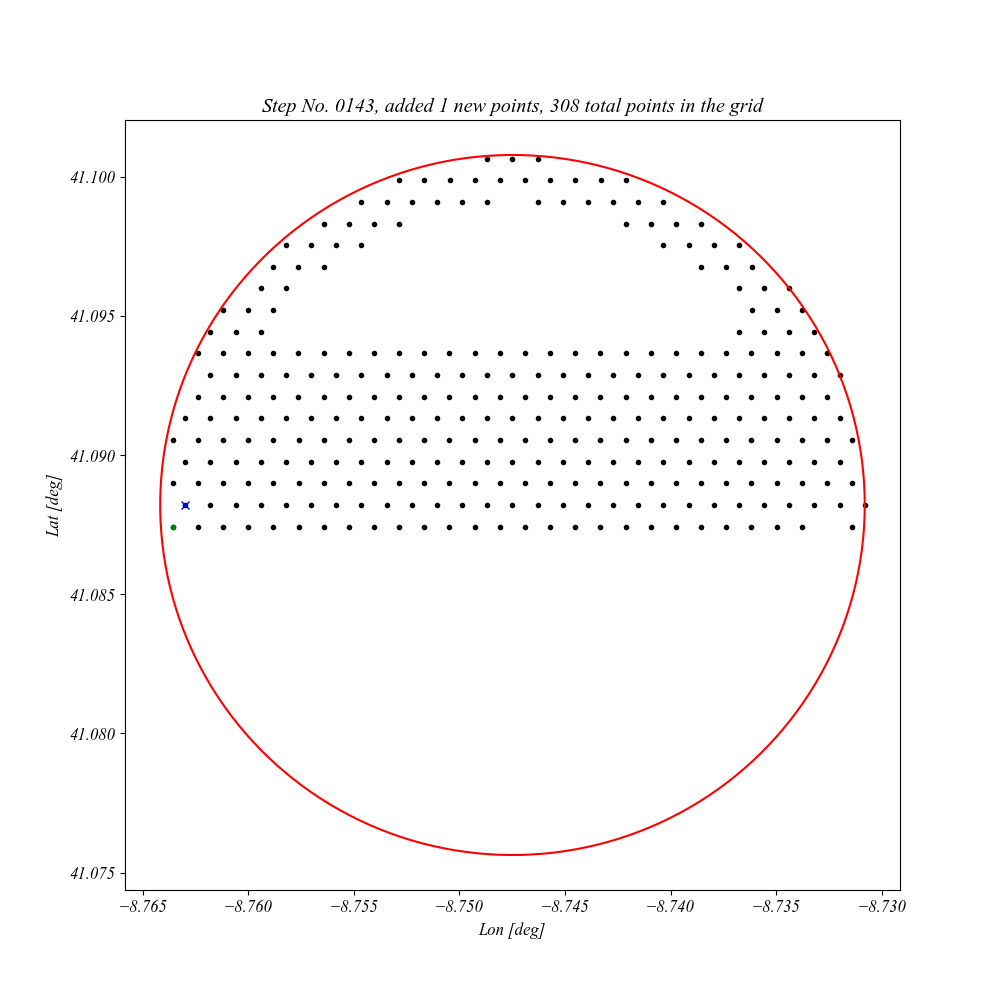 Step No. 0143, added 1 new points, 308 total points in the grid
41.100
41.095
41.090
41.085
41.080
41.075
Lat [deg]
−8.765 −8.760 −8.755 −8.750 −8.745 −8.740 −8.735 −8.730
Lon [deg]